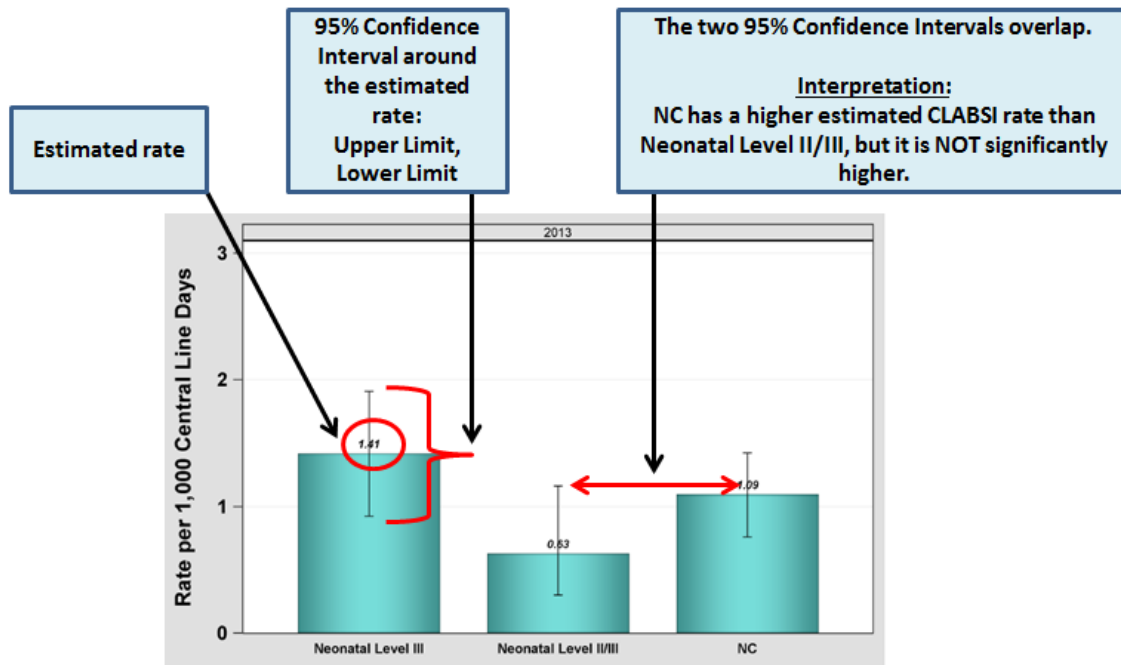 95% Confidence
Interval around
the estimated
rate:
Upper Limit,
Lower Limit
The two 95% Confidence Intervals overlap.
Interpretation:
NC has a higher estimated CLABSI rate than
Neonatal Level II/III, but it is NOT significantly
higher.
Estimated rate
2013
Rate per 1,000 Central Line Days
3
2
1
0
1.41
0.63
1.09
Neonatal Level III
Neonatal Level II/III
NC